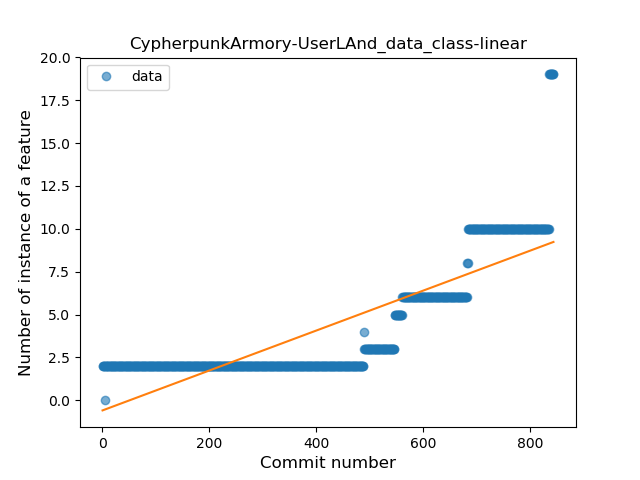 CypherpunkArmory-UserLAnd_data_class-linear
data
Number of instance of a feature
20.0
17.5
15.0
12.5
10.0
7.5
5.0
2.5
0.0
0 200 400 600 800
Commit number